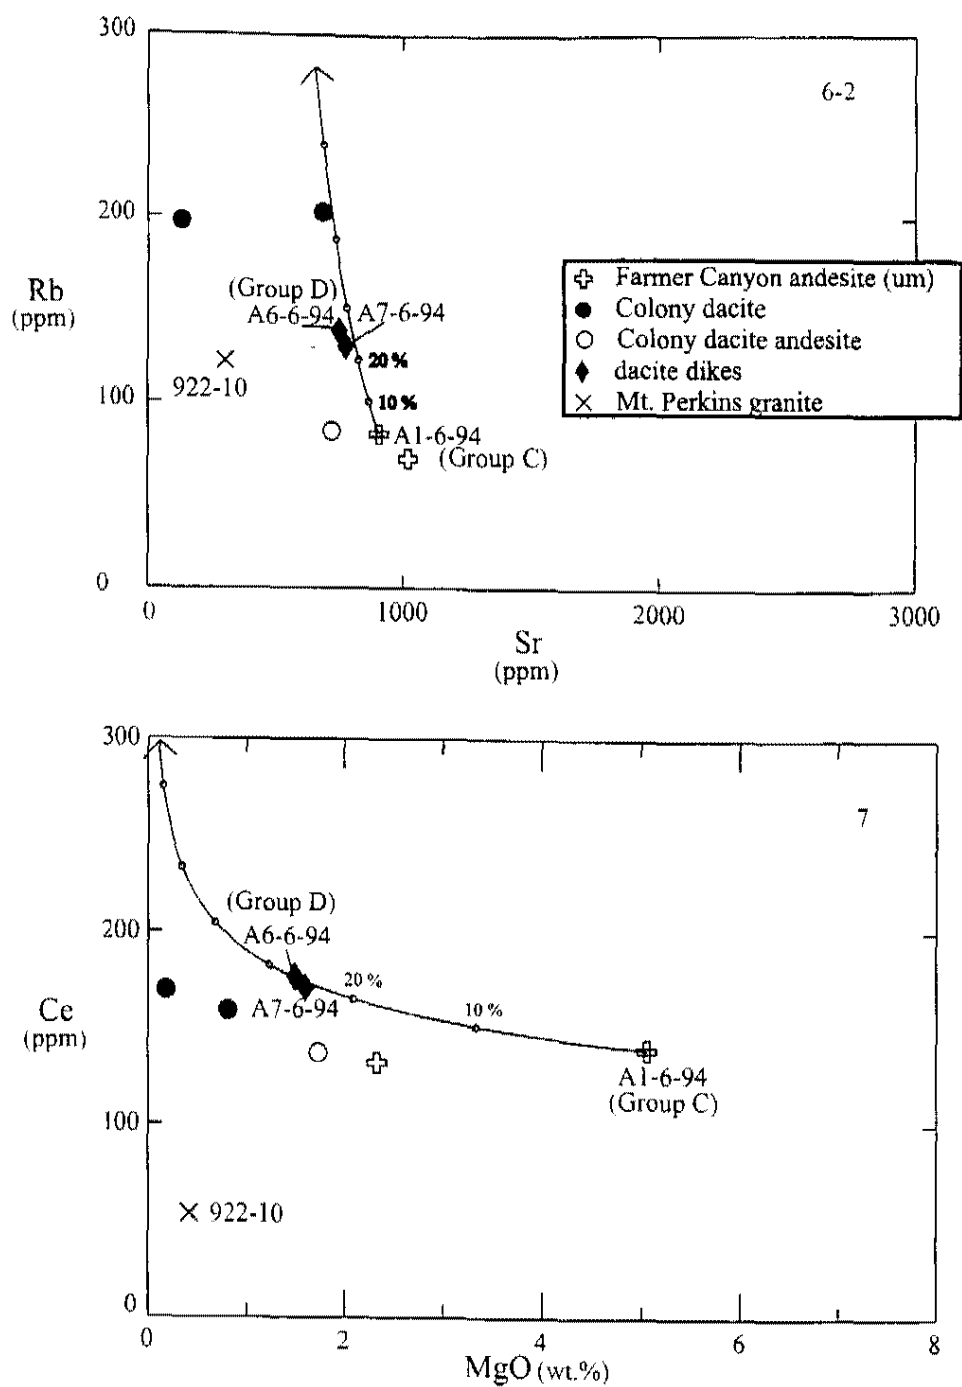 300
6-2
200
Rb
(ppm)
(Group D)
A6-6-94
A7-6-94
Farmer Canyon andesite (um)
Colony dacite
Colony dacite andesite
dacite dikes
Mt. Perkins granite
20 %
922-10
100
10 %
A1-6-94
(Group C)
0
0 1000 2000 3000
Sr
(ppm)
300
7
(Group D)
A6-6-94
200
20 %
10 %
Ce
(ppm)
A7-6-94
A1-6-94
(Group C)
100
922-10
0
0 2 4 6 8
MgO (wt.%)